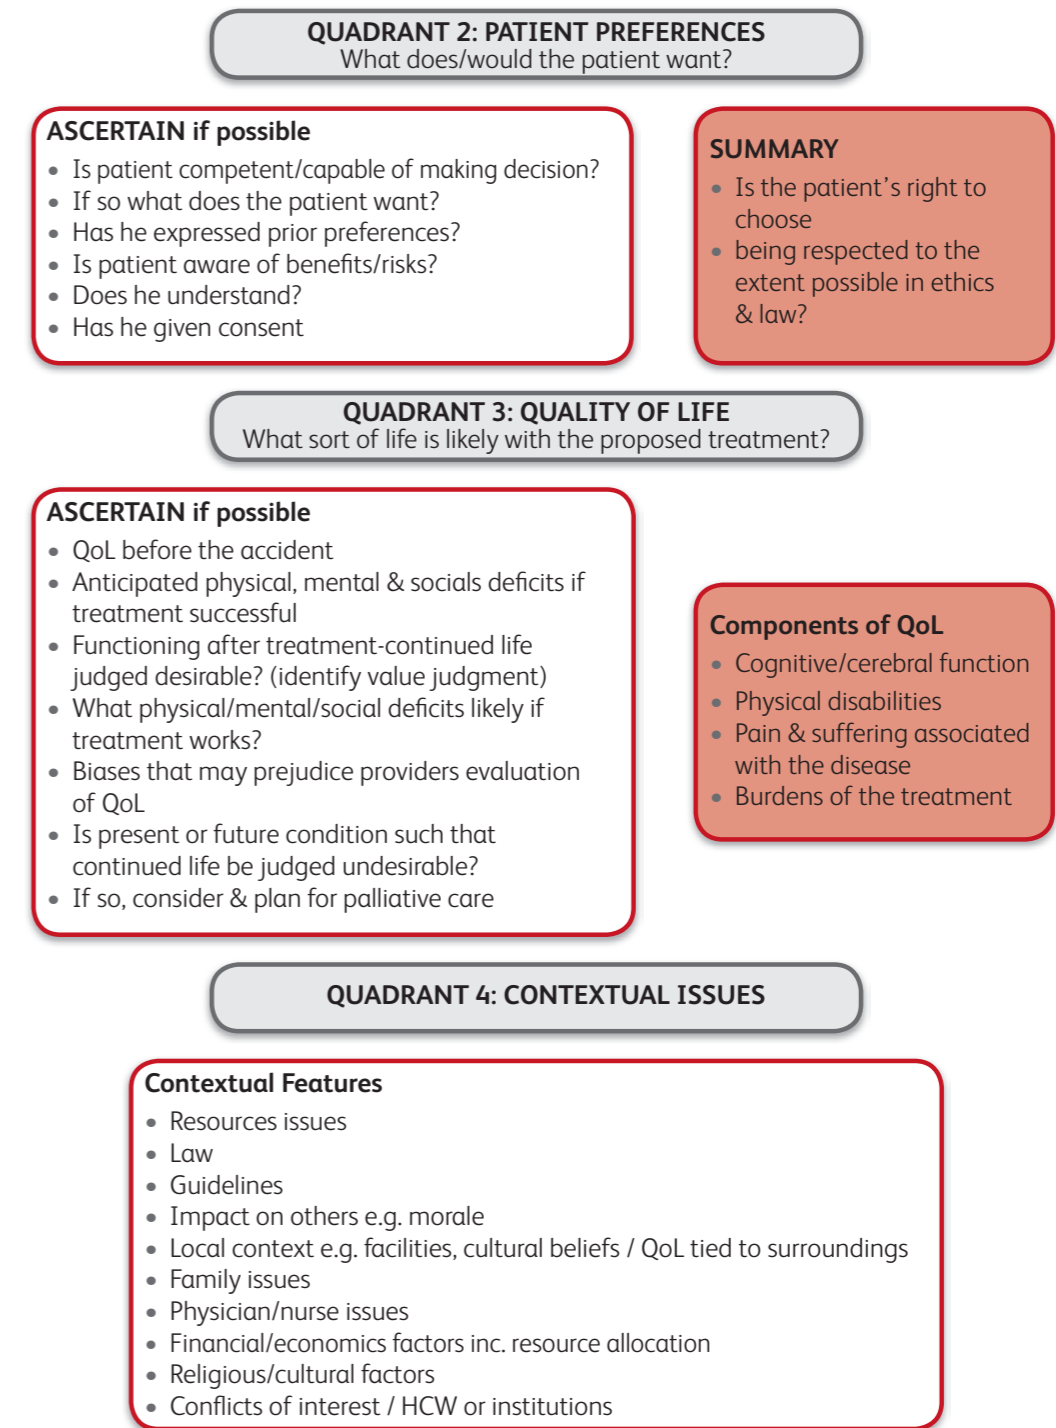 QUADRANT 2: PATIENT PREFERENCES
What does/would the patient want?
ASCERTAIN if possible
• Is patient competent/capable of making decision?
• If so what does the patient want?
• Has he expressed prior preferences?
• Is patient aware of benefits/risks?
• Does he understand?
• Has he given consent
SUMMARY
• Is the patient's right to
choose
• being respected to the
extent possible in ethics
& law?
QUADRANT 3: QUALITY OF LIFE
What sort of life is likely with the proposed treatment?
ASCERTAIN if possible
• QoL before the accident
• Anticipated physical, mental & socials deficits if
treatment successful
• Functioning after treatment-continued life
judged desirable? (identify value judgment)
• What physical/mental/social deficits likely if
treatment works?
• Biases that may prejudice providers evaluation
of QoL
• Is present or future condition such that
continued life be judged undesirable?
• If so, consider & plan for palliative care
Components of QoL
• Cognitive/cerebral function
• Physical disabilities
• Pain & suffering associated
with the disease
• Burdens of the treatment
QUADRANT 4: CONTEXTUAL ISSUES
Contextual Features
• Resources issues
• Law
• Guidelines
• Impact on others e.g. morale
• Local context e.g. facilities, cultural beliefs / QoL tied to surroundings
• Family issues
• Physician/nurse issues
• Financial/economics factors inc. resource allocation
• Religious/cultural factors
• Conflicts of interest / HCW or institutions